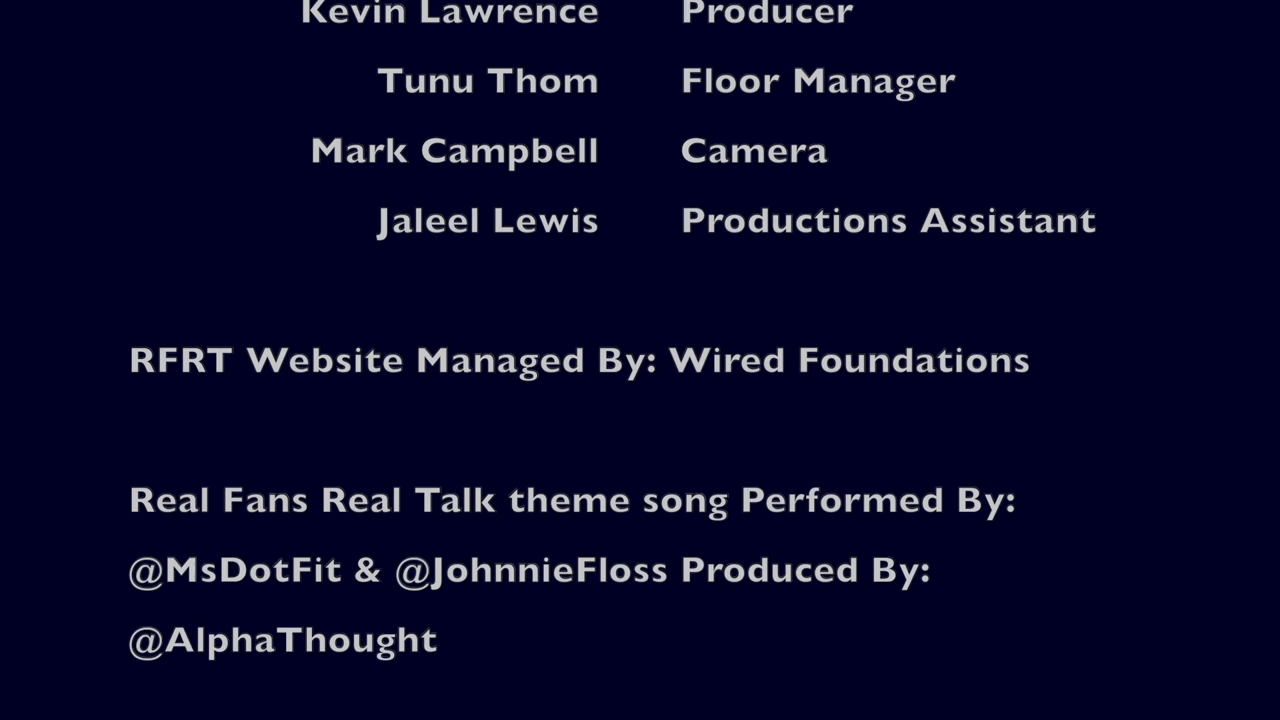 Kevin Lawrence Producer
Tunu Thom Floor Manager
Mark Campbell Camera
Jaleel Lewis Productions Assistant
RFRT Website Managed By: Wired Foundations
Real Fans Real Talk theme song Performed By:
@MsDotFit & @JohnnieFloss Produced By:
@AlphaThought